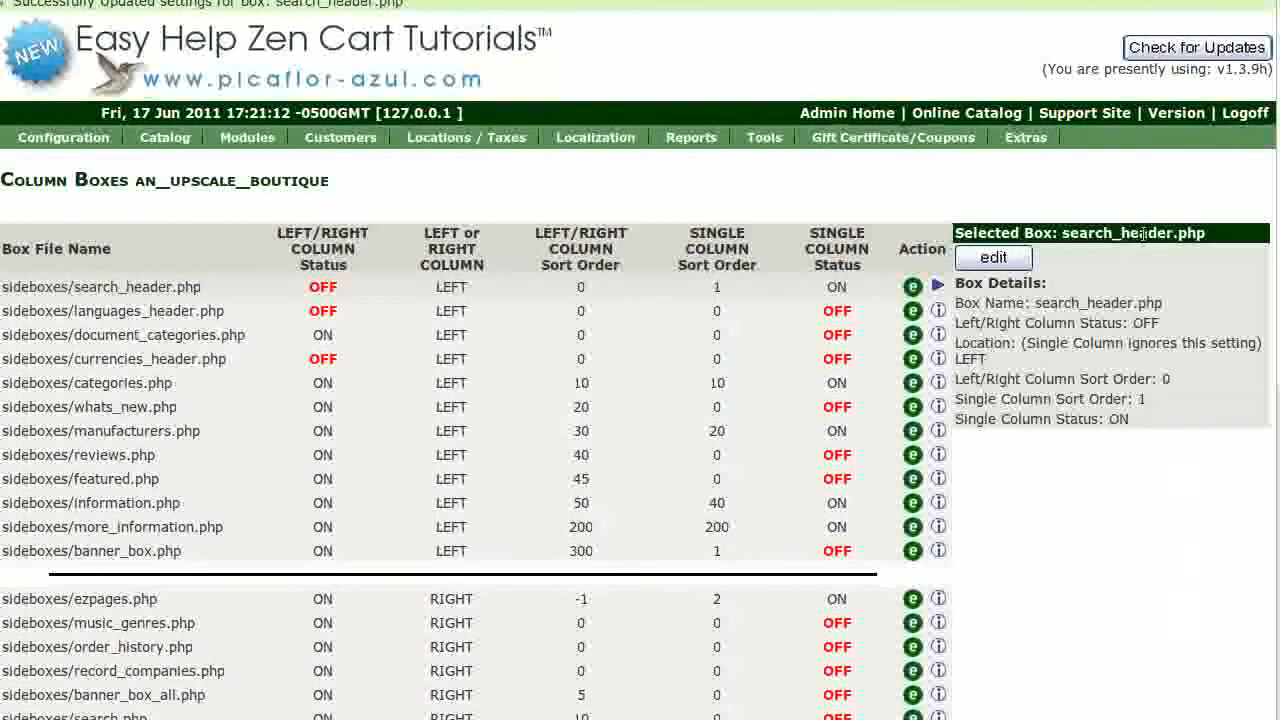 Successfully Updated settings for box: search_header.php
NEW
Easy Help Zen Cart Tutorials™
www.picaflor-azul.com
Check for Updates
(You are presently using: v1.3.9h)
Fri, 17 Jun 2011 17:21:12 -0500GMT [127.0.0.1 ]
Admin Home | Online Catalog | Support Site | Version | Logoff
Configuration Catalog Modules Customers Locations / Taxes Localization Reports Tools Gift Certificate/Coupons Extras
Column Boxes an_upscale_boutique
Box File Name LEFT/RIGHT COLUMN Status LEFT or RIGHT COLUMN LEFT/RIGHT COLUMN Sort Order SINGLE COLUMN Sort Order SINGLE COLUMN Status Action
sideboxes/search_header.php OFF LEFT 0 1 ON e
sideboxes/languages_header.php OFF LEFT 0 0 OFF e i
sideboxes/document_categories.php ON LEFT 0 0 OFF e i
sideboxes/currencies_header.php OFF LEFT 0 0 OFF e i
sideboxes/categories.php ON LEFT 10 10 ON e i
sideboxes/whats_new.php ON LEFT 20 0 OFF e i
sideboxes/manufacturers.php ON LEFT 30 20 ON e i
sideboxes/reviews.php ON LEFT 40 0 OFF e i
sideboxes/featured.php ON LEFT 45 0 OFF e i
sideboxes/information.php ON LEFT 50 40 ON e i
sideboxes/more_information.php ON LEFT 200 200 ON e i
sideboxes/banner_box.php ON LEFT 300 1 OFF e i
sideboxes/ezpages.php ON RIGHT -1 2 ON e i
sideboxes/music_genres.php ON RIGHT 0 0 OFF e i
sideboxes/order_history.php ON RIGHT 0 0 OFF e i
sideboxes/record_companies.php ON RIGHT 0 0 OFF e i
sideboxes/banner_box_all.php ON RIGHT 5 0 OFF e i
sideboxes/search.php ON RIGHT 10 0 OFF e i
Selected Box: search_header.php
edit
Box Details:
Box Name: search_header.php
Left/Right Column Status: OFF
Location: (Single Column ignores this setting)
LEFT
Left/Right Column Sort Order: 0
Single Column Sort Order: 1
Single Column Status: ON